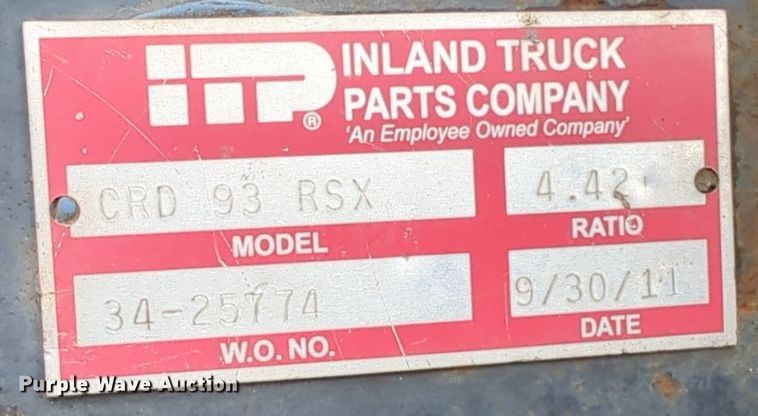 ITP®
INLAND TRUCK
PARTS COMPANY
'An Employee Owned Company'
CRD 93 RSX
MODEL
4.42
RATIO
34-25774
W.O. NO.
9/30/11
DATE
Purple Wave Auction